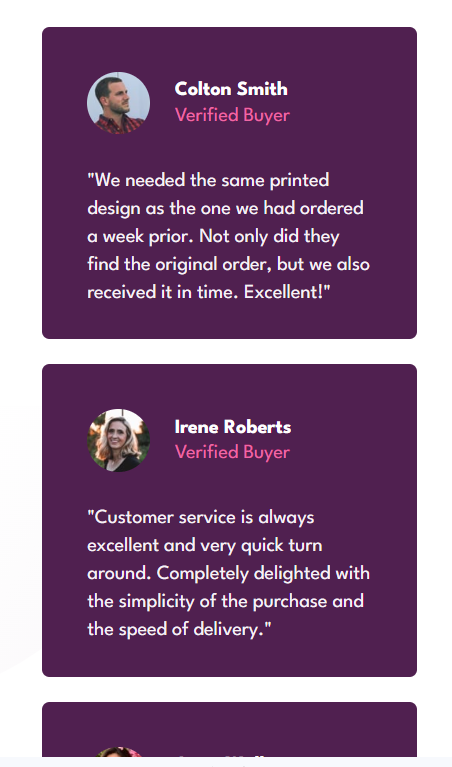 Colton Smith
Verified Buyer
"We needed the same printed
design as the one we had ordered
a week prior. Not only did they
find the original order, but we also
received it in time. Excellent!"
Irene Roberts
Verified Buyer
"Customer service is always
excellent and very quick turn
around. Completely delighted with
the simplicity of the purchase and
the speed of delivery."